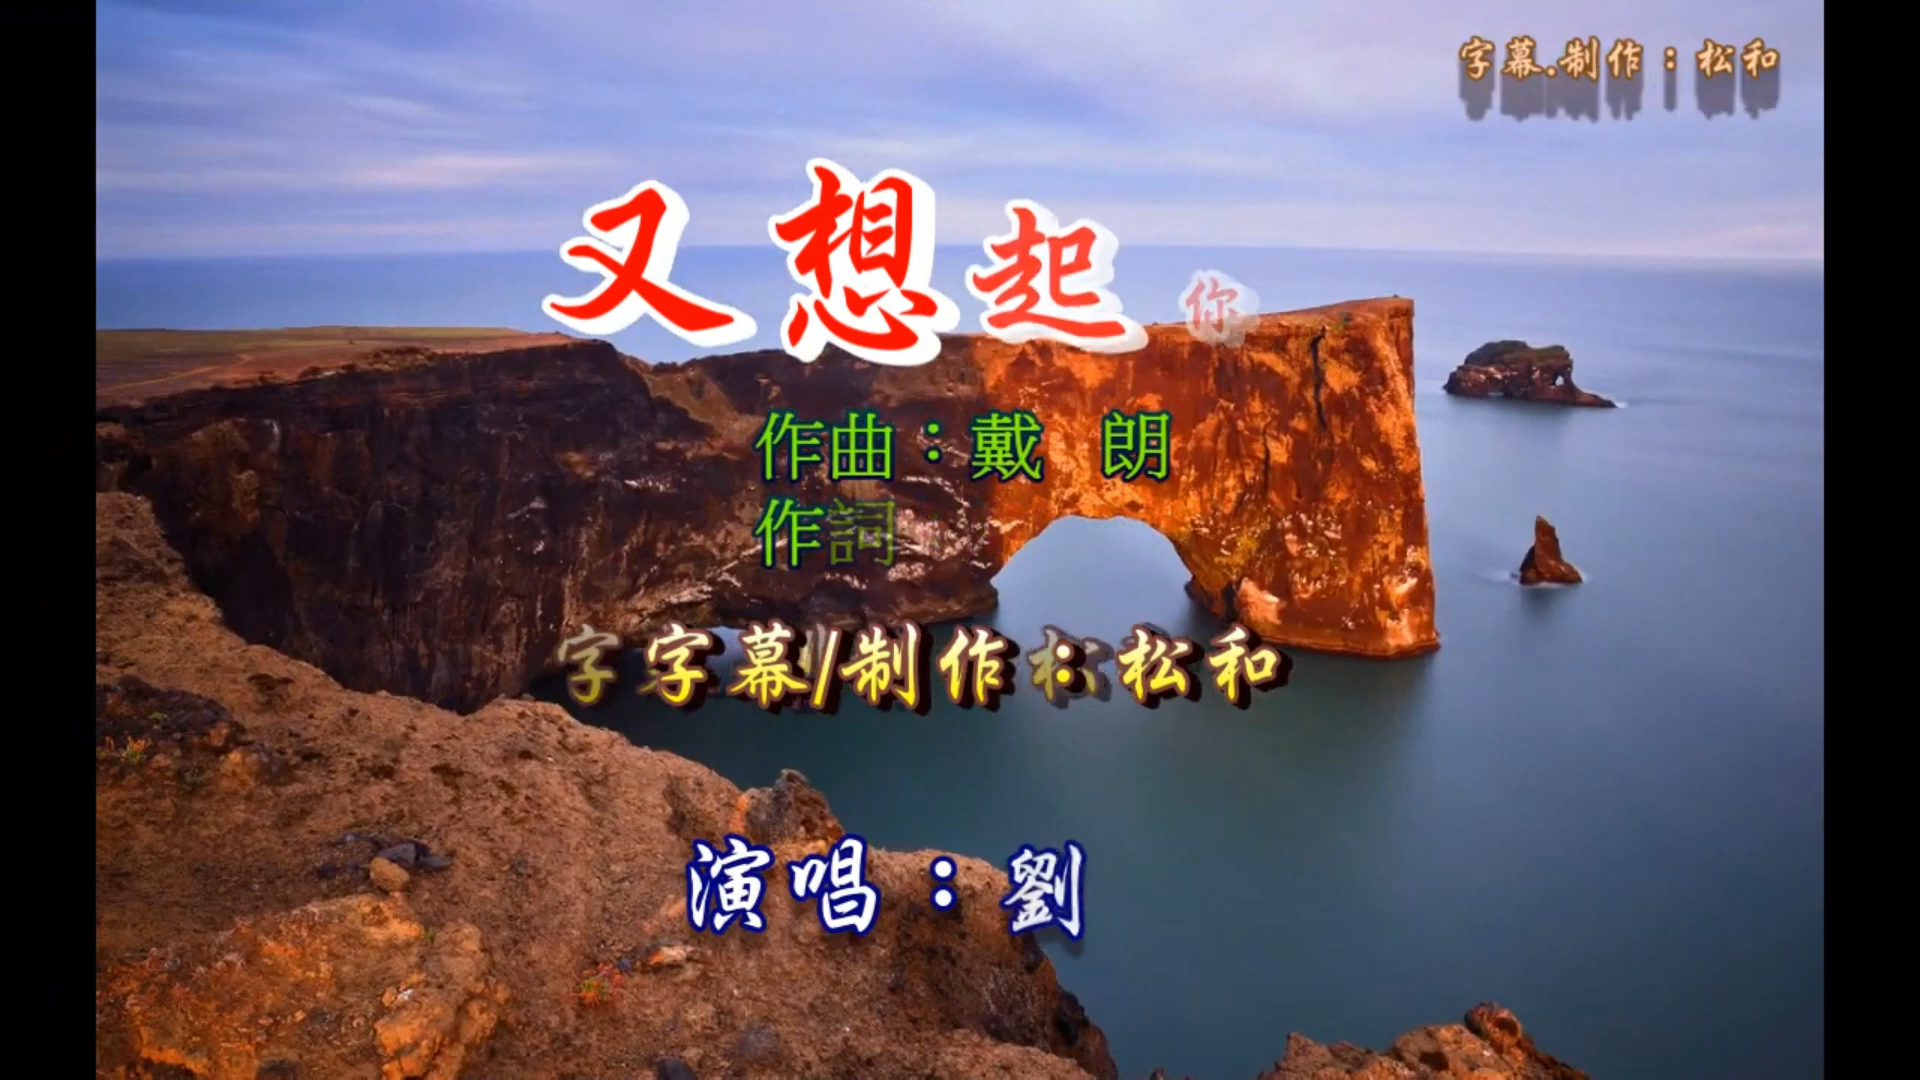 字幕.制作：松和
又想起你
作曲：戴 朗
作詞
字字幕/制作：松和
演唱：劉